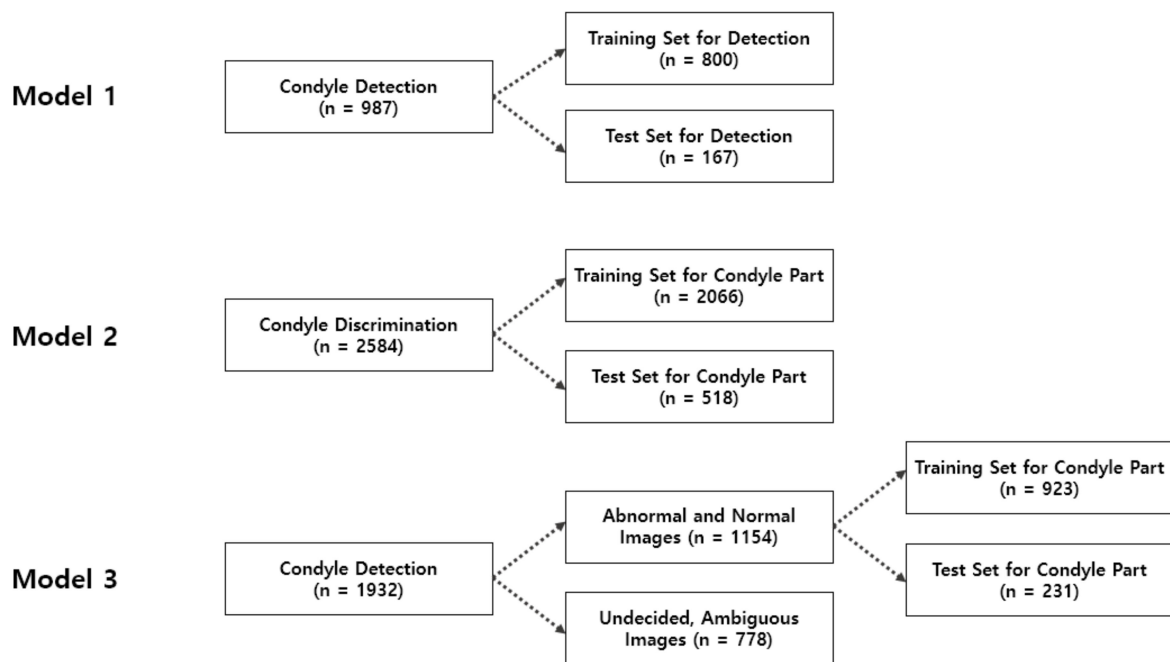 Model 1
Condyle Detection
(n = 987)
Training Set for Detection
(n = 800)
Test Set for Detection
(n = 167)
Model 2
Condyle Discrimination
(n = 2584)
Training Set for Condyle Part
(n = 2066)
Test Set for Condyle Part
(n = 518)
Model 3
Condyle Detection
(n = 1932)
Abnormal and Normal
Images (n = 1154)
Undecided, Ambiguous
Images (n = 778)
Training Set for Condyle Part
(n = 923)
Test Set for Condyle Part
(n = 231)